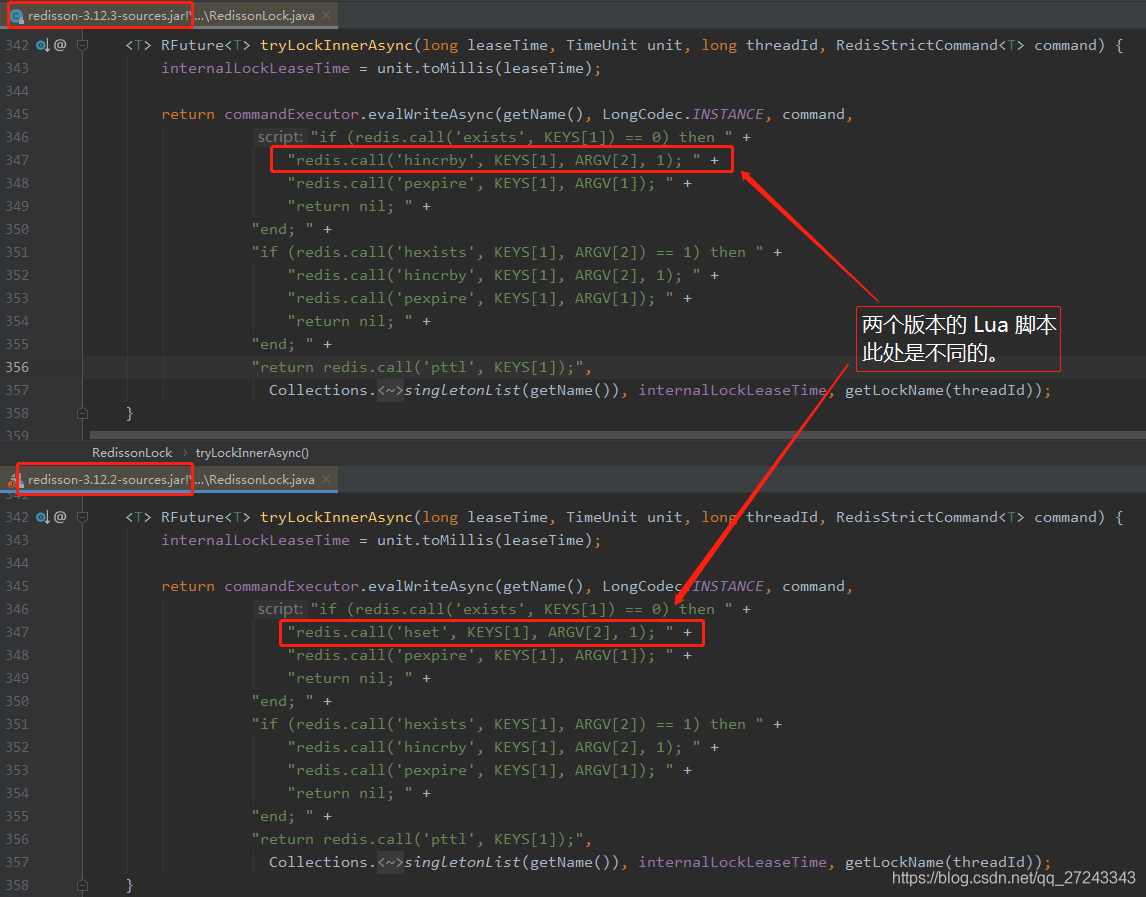 redisson-3.12.3-sources.jar!\...\RedissonLock.java ×
342 @ <T> RFuture<T> tryLockInnerAsync(long leaseTime, TimeUnit unit, long threadId, RedisStrictCommand<T> command) {
343 internalLockLeaseTime = unit.toMillis(leaseTime);
344
345 return commandExecutor.evalWriteAsync(getName(), LongCodec.INSTANCE, command,
346 script: "if (redis.call('exists', KEYS[1]) == 0) then " +
347 "redis.call('hincrby', KEYS[1], ARGV[2], 1); " +
348 "redis.call('pexpire', KEYS[1], ARGV[1]); " +
349 "return nil; " +
350 "end; " +
351 "if (redis.call('hexists', KEYS[1], ARGV[2]) == 1) then " +
352 "redis.call('hincrby', KEYS[1], ARGV[2], 1); " +
353 "redis.call('pexpire', KEYS[1], ARGV[1]); " +
354 "return nil; " +
两个版本的 Lua 脚本
此处是不同的。
355 "end; " +
356 "return redis.call('pttl', KEYS[1]);",
357 Collections.<~>singletonList(getName()), internalLockLeaseTime, getLockName(threadId));
358 }
359
RedissonLock › tryLockInnerAsync()
redisson-3.12.2-sources.jar!\...\RedissonLock.java ×
341
342 @ <T> RFuture<T> tryLockInnerAsync(long leaseTime, TimeUnit unit, long threadId, RedisStrictCommand<T> command) {
343 internalLockLeaseTime = unit.toMillis(leaseTime);
344
345 return commandExecutor.evalWriteAsync(getName(), LongCodec.INSTANCE, command,
346 script: "if (redis.call('exists', KEYS[1]) == 0) then " +
347 "redis.call('hset', KEYS[1], ARGV[2], 1); " +
348 "redis.call('pexpire', KEYS[1], ARGV[1]); " +
349 "return nil; " +
350 "end; " +
351 "if (redis.call('hexists', KEYS[1], ARGV[2]) == 1) then " +
352 "redis.call('hincrby', KEYS[1], ARGV[2], 1); " +
353 "redis.call('pexpire', KEYS[1], ARGV[1]); " +
354 "return nil; " +
355 "end; " +
356 "return redis.call('pttl', KEYS[1]);",
357 Collections.<~>singletonList(getName()), internalLockLeaseTime, getLockName(threadId));
358 }
https://blog.csdn.net/qq_27243343